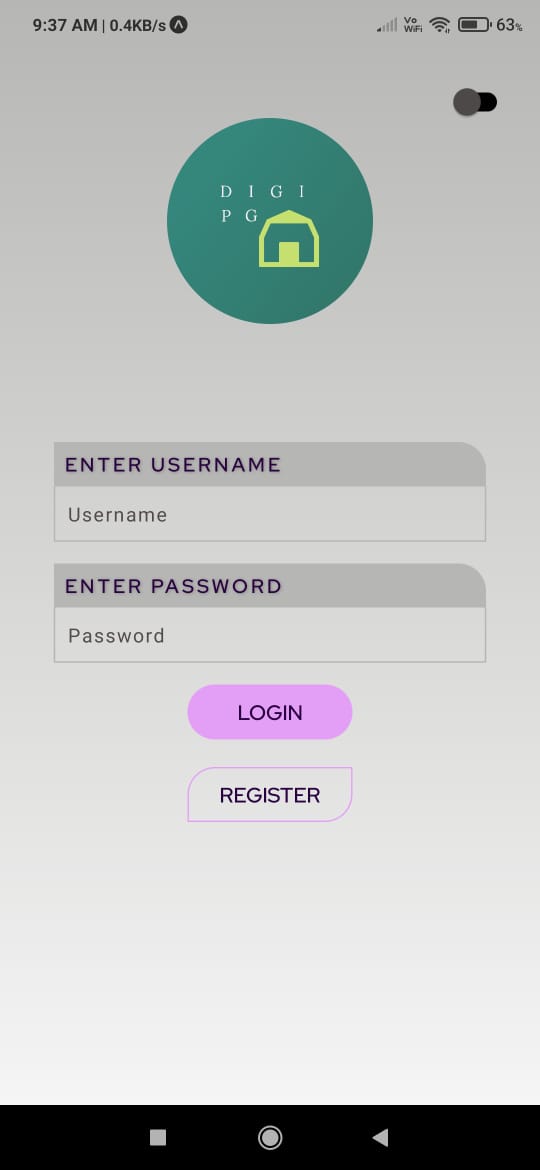 9:37 AM | 0.4KB/s
Vo
WiFi
63%
D I G I
P G
ENTER USERNAME
Username
ENTER PASSWORD
Password
LOGIN
REGISTER